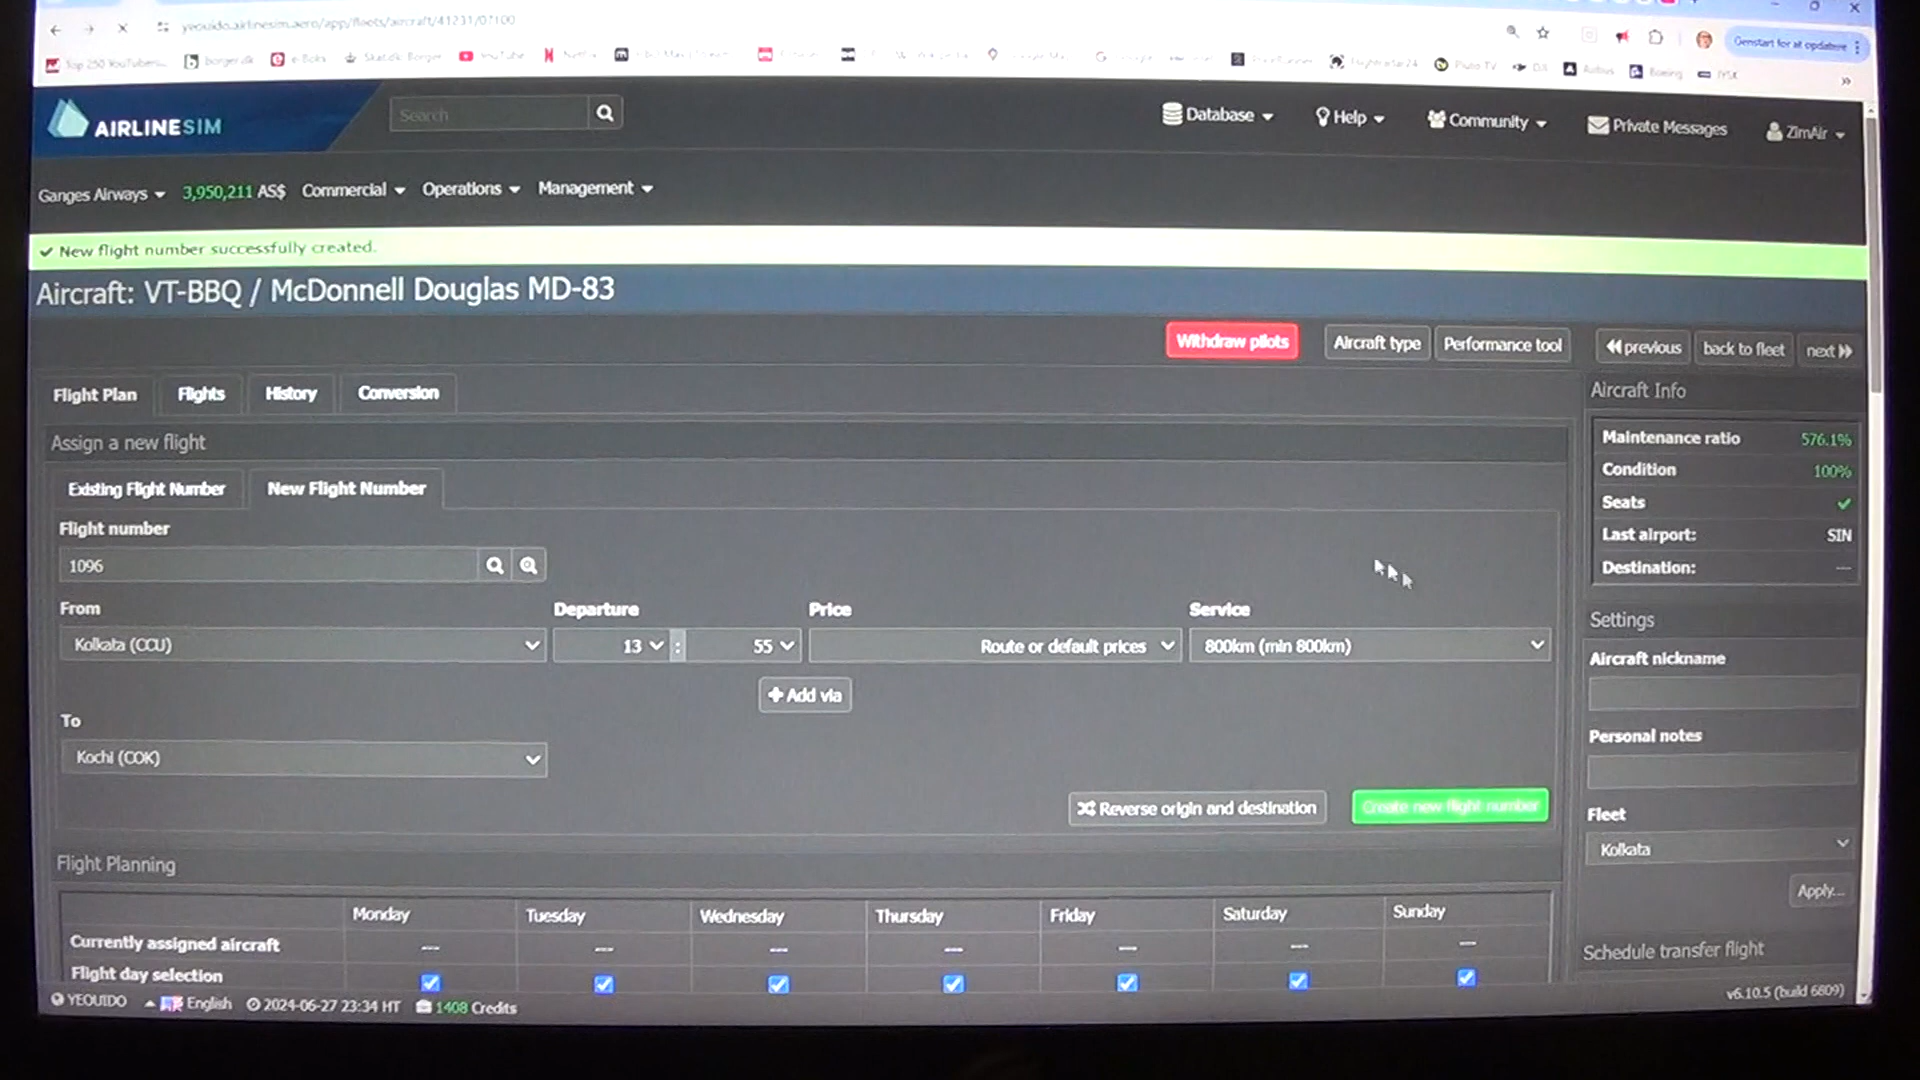 yeouido.airlinesim.aero/app/fleets/aircraft/41231/07100
Genstart for at opdatere
Top 250 YouTubers... borger.dk e-Boks Skat.dk: Borger YouTube Flightradar24 Pluto TV Airbus Boeing JYSK
AIRLINESIM Search Database Help Community Private Messages ZimAir
Ganges Airways 3,950,211 AS$ Commercial Operations Management
New flight number successfully created.
Aircraft: VT-BBQ / McDonnell Douglas MD-83
Withdraw pilots Aircraft type Performance tool previous back to fleet next
Flight Plan Flights History Conversion
Assign a new flight
Existing Flight Number New Flight Number
Flight number
1096
From Departure Price Service
Kolkata (CCU) 13 : 55 Route or default prices 800km (min 800km)
Add via
To
Kochi (COK)
Reverse origin and destination Create new flight number
Flight Planning
Monday Tuesday Wednesday Thursday Friday Saturday Sunday
Currently assigned aircraft --- --- --- --- --- --- ---
Flight day selection
Aircraft Info
Maintenance ratio 576.1%
Condition 100%
Seats
Last airport: SIN
Destination: ---
Settings
Aircraft nickname
Personal notes
Fleet
Kolkata
Apply...
Schedule transfer flight
YEOUIDO English 2024-06-27 23:34 HT 1408 Credits
v6.10.5 (build 6809)